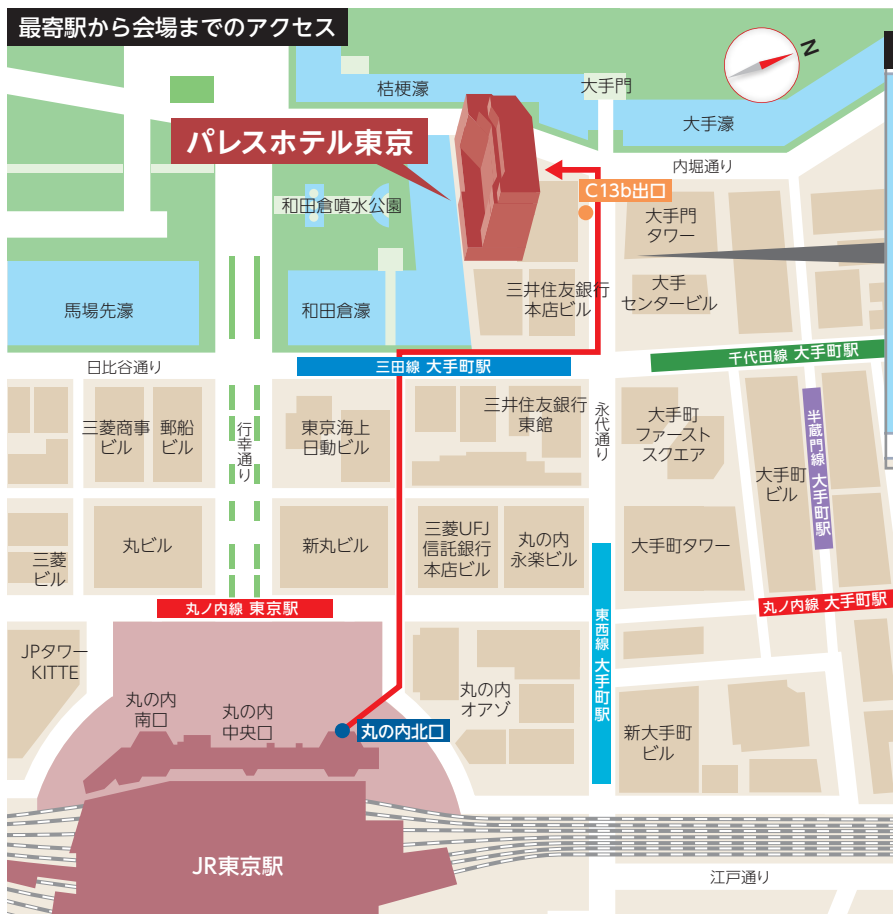 最寄駅から会場までのアクセス
N
桔梗濠
大手門
大手濠
パレスホテル東京
内堀通り
C13b出口
和田倉噴水公園
大手門
タワー
馬場先濠
和田倉濠
三井住友銀行
本店ビル
大手
センタービル
日比谷通り
三田線 大手町駅
千代田線 大手町駅
三菱商事
ビル
郵船
ビル
行幸通り
東京海上
日動ビル
三井住友銀行
東館
永代通り
大手町
ファースト
スクエア
大手町
ビル
半蔵門線 大手町駅
三菱
ビル
丸ビル
新丸ビル
三菱UFJ
信託銀行
本店ビル
丸の内
永楽ビル
大手町タワー
丸ノ内線 東京駅
東西線 大手町駅
丸ノ内線 大手町駅
JPタワー
KITTE
丸の内
南口
丸の内
中央口
丸の内北口
丸の内
オアゾ
新大手町
ビル
JR東京駅
江戸通り